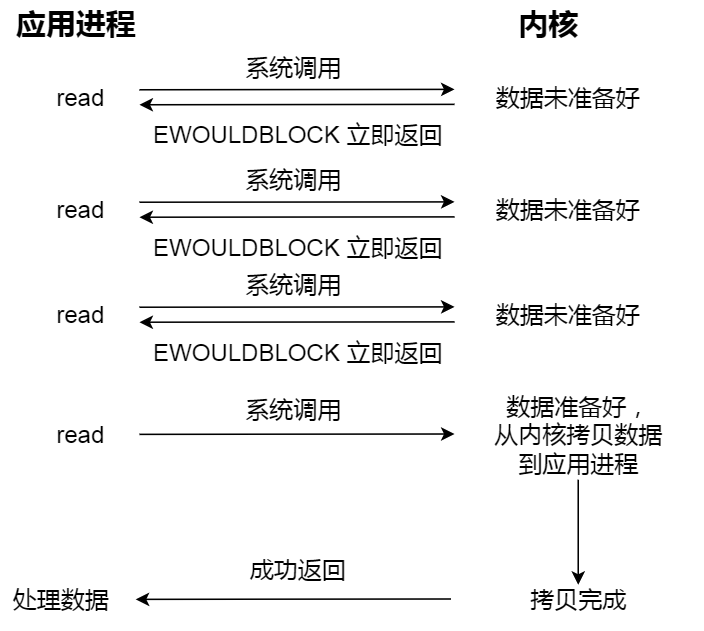 应用进程
内核
系统调用
read
数据未准备好
EWOULDBLOCK 立即返回
系统调用
read
数据未准备好
EWOULDBLOCK 立即返回
系统调用
read
数据未准备好
EWOULDBLOCK 立即返回
系统调用
read
数据准备好，
从内核拷贝数据
到应用进程
成功返回
处理数据
拷贝完成